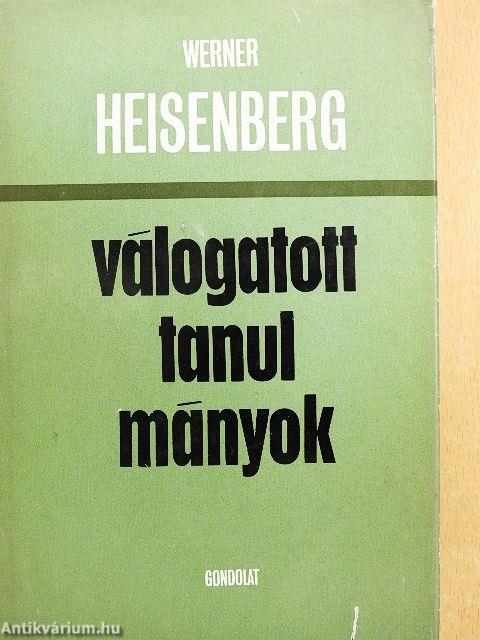 WERNER
HEISENBERG
válogatott
tanul
mányok
GONDOLAT
Antikvárium.hu